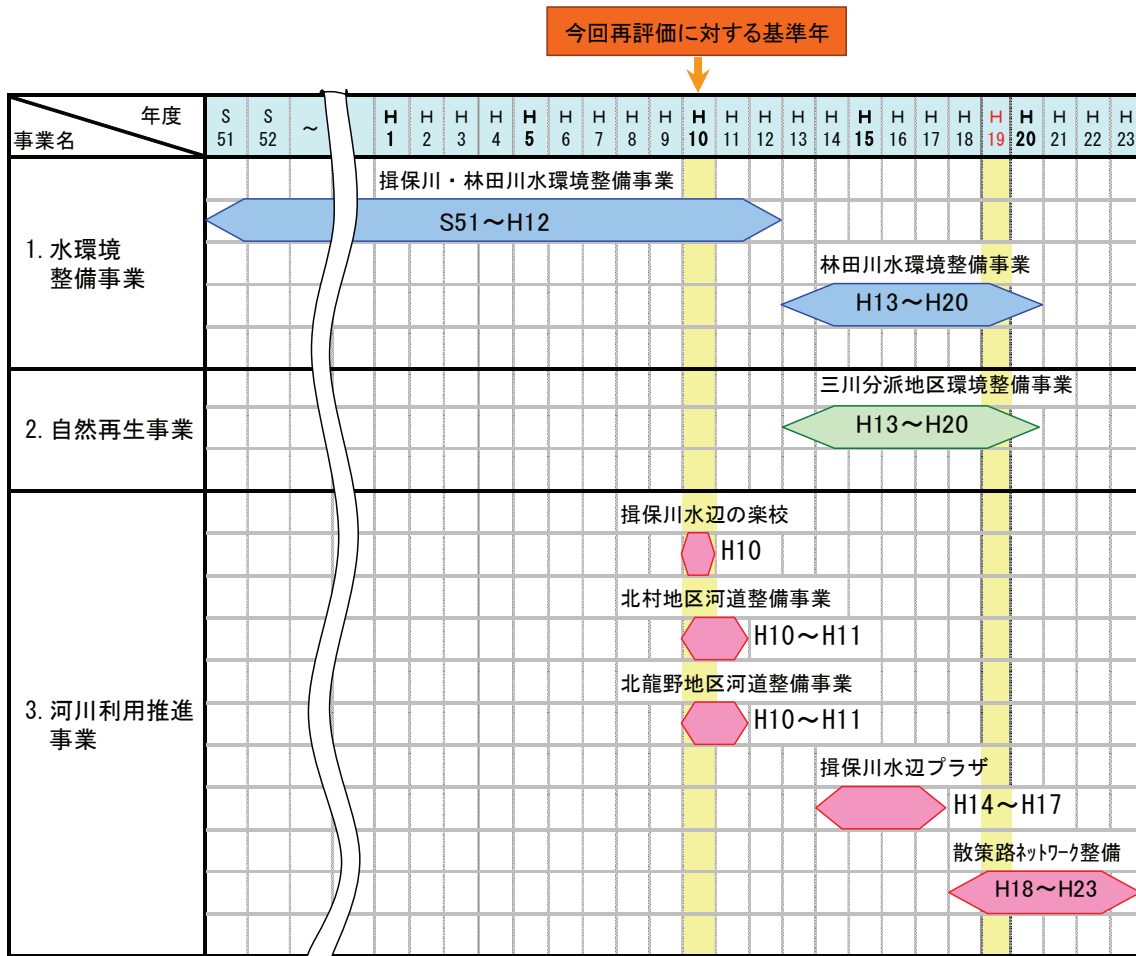 今回再評価に対する基準年
年度
事業名
S 51 S 52 ～ H 1 H 2 H 3 H 4 H 5 H 6 H 7 H 8 H 9 H 10 H 11 H 12 H 13 H 14 H 15 H 16 H 17 H 18 H 19 H 20 H 21 H 22 H 23
1. 水環境
整備事業
揖保川・林田川水環境整備事業
S51～H12
林田川水環境整備事業
H13～H20
2. 自然再生事業
三川分派地区環境整備事業
H13～H20
3. 河川利用推進
事業
揖保川水辺の楽校
H10
北村地区河道整備事業
H10～H11
北龍野地区河道整備事業
H10～H11
揖保川水辺プラザ
H14～H17
散策路ﾈｯﾄﾜｰｸ整備
H18～H23